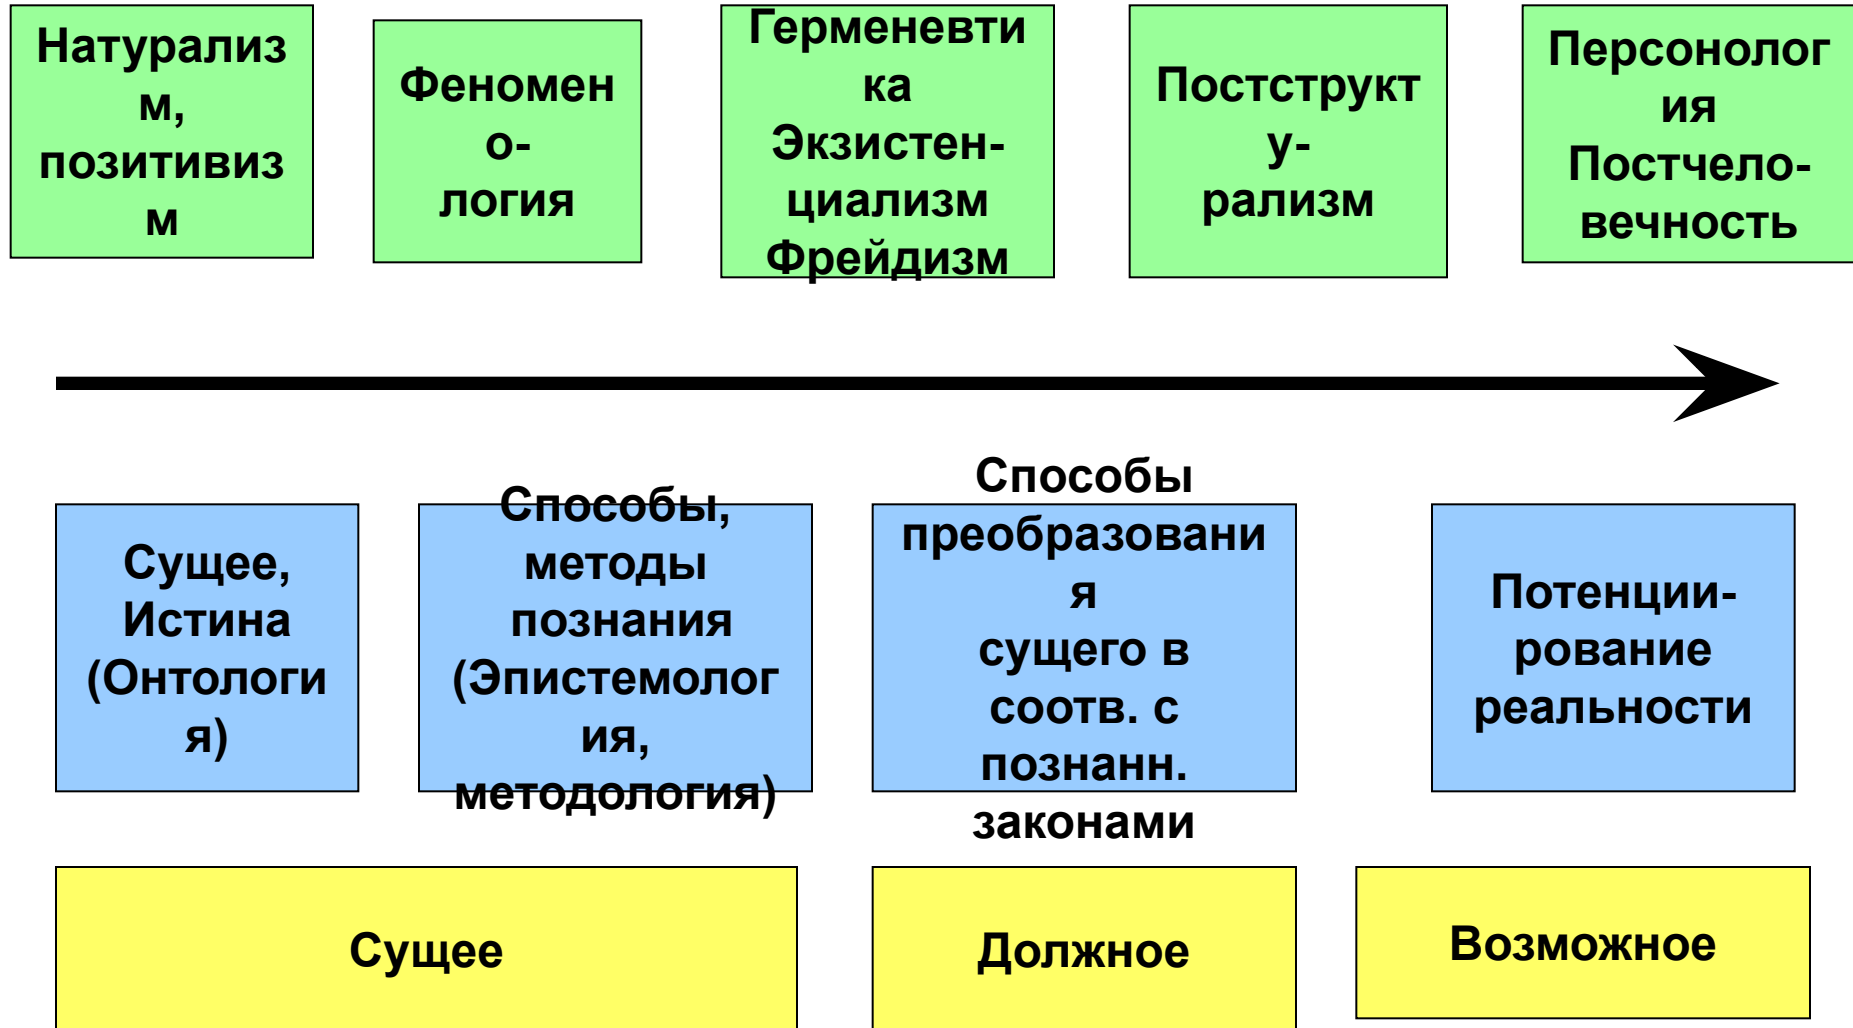 Натурализ
м,
позитивиз
м
Феномен
о-
логия
Герменевти
ка
Экзистен-
циализм
Фрейдизм
Постструкт
у-
рализм
Персонолог
ия
Постчело-
вечность
Сущее,
Истина
(Онтологи
я)
Способы,
методы
познания
(Эпистемолог
ия,
методология)
Способы
преобразовани
я
сущего в
соотв. с
познанн.
законами
Потенции-
рование
реальности
Сущее
Должное
Возможное